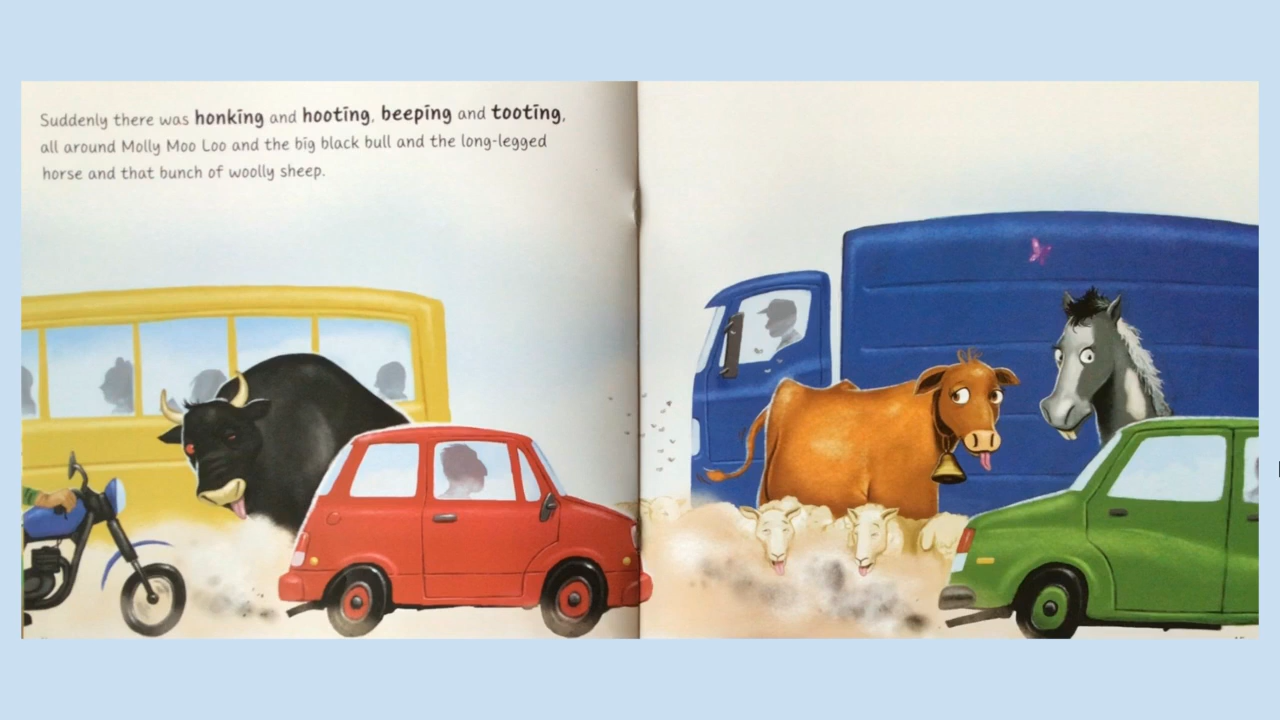 Suddenly there was honking and hooting, beeping and tooting,
all around Molly Moo Loo and the big black bull and the long-legged
horse and that bunch of woolly sheep.